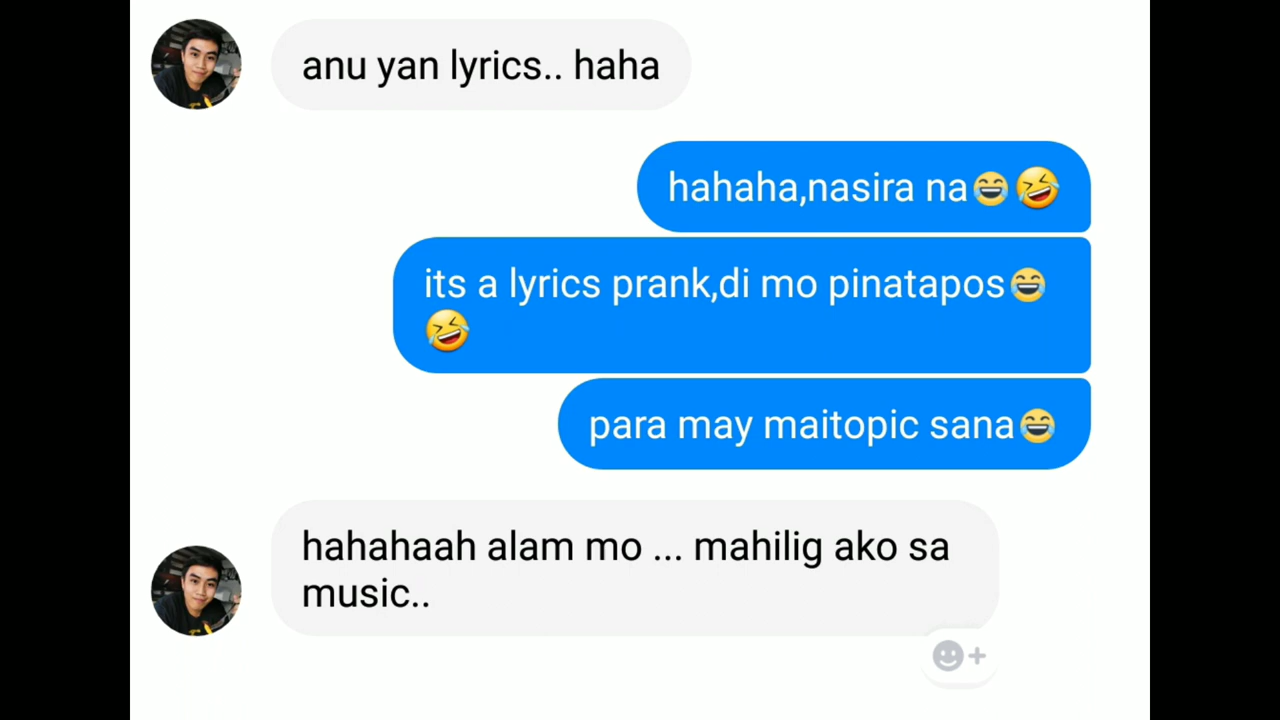 anu yan lyrics.. haha
hahaha,nasira na😂🤣
its a lyrics prank,di mo pinatapos😂
🤣
para may maitopic sana😂
hahahaah alam mo ... mahilig ako sa
music..